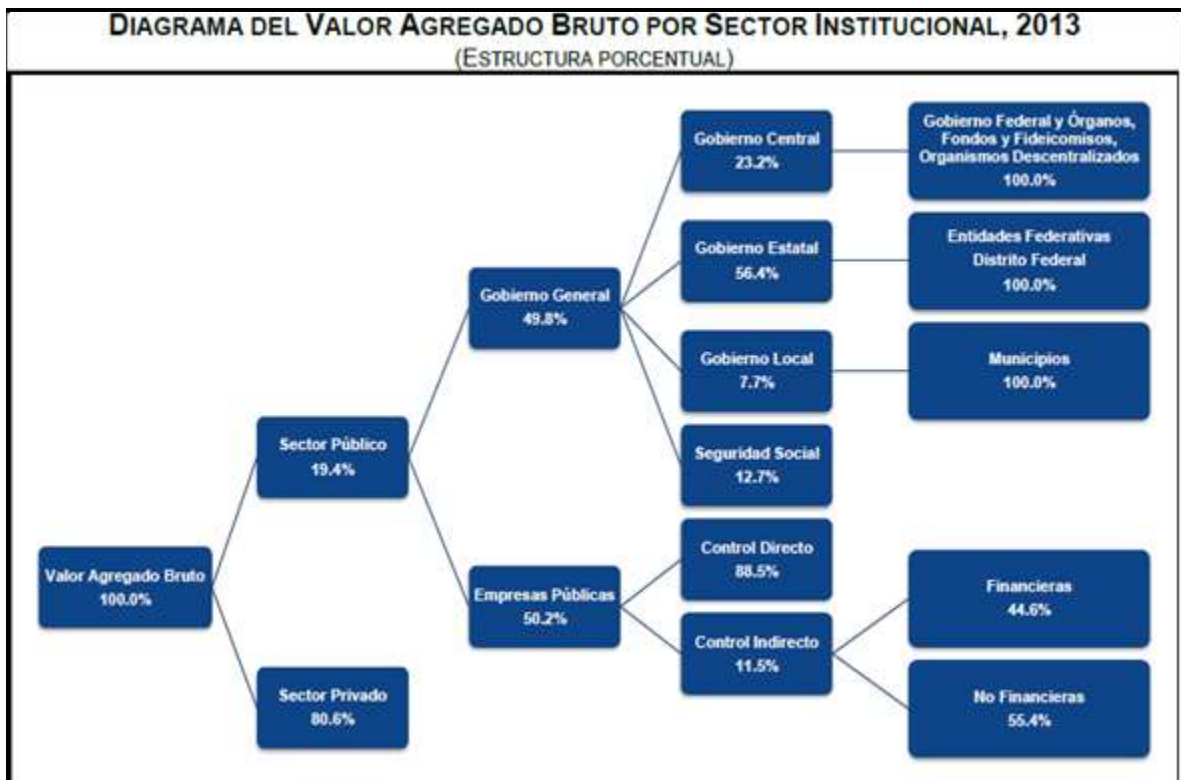 DIAGRAMA DEL VALOR AGREGADO BRUTO POR SECTOR INSTITUCIONAL, 2013
(ESTRUCTURA PORCENTUAL)
Valor Agregado Bruto
100.0%
Sector Público
19.4%
Sector Privado
80.6%
Gobierno General
49.8%
Empresas Públicas
50.2%
Gobierno Central
23.2%
Gobierno Estatal
56.4%
Gobierno Local
7.7%
Seguridad Social
12.7%
Control Directo
88.5%
Control Indirecto
11.5%
Gobierno Federal y Órganos,
Fondos y Fideicomisos,
Organismos Descentralizados
100.0%
Entidades Federativas
Distrito Federal
100.0%
Municipios
100.0%
Financieras
44.6%
No Financieras
55.4%